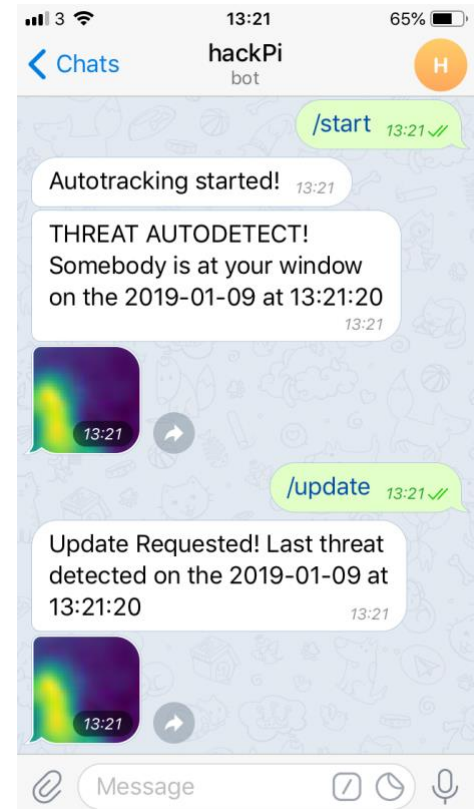 3 13:21 65%
Chats hackPi H
bot
/start 13:21
Autotracking started! 13:21
THREAT AUTODETECT!
Somebody is at your window
on the 2019-01-09 at 13:21:20
13:21
13:21
/update 13:21
Update Requested! Last threat
detected on the 2019-01-09 at
13:21:20 13:21
13:21
Message